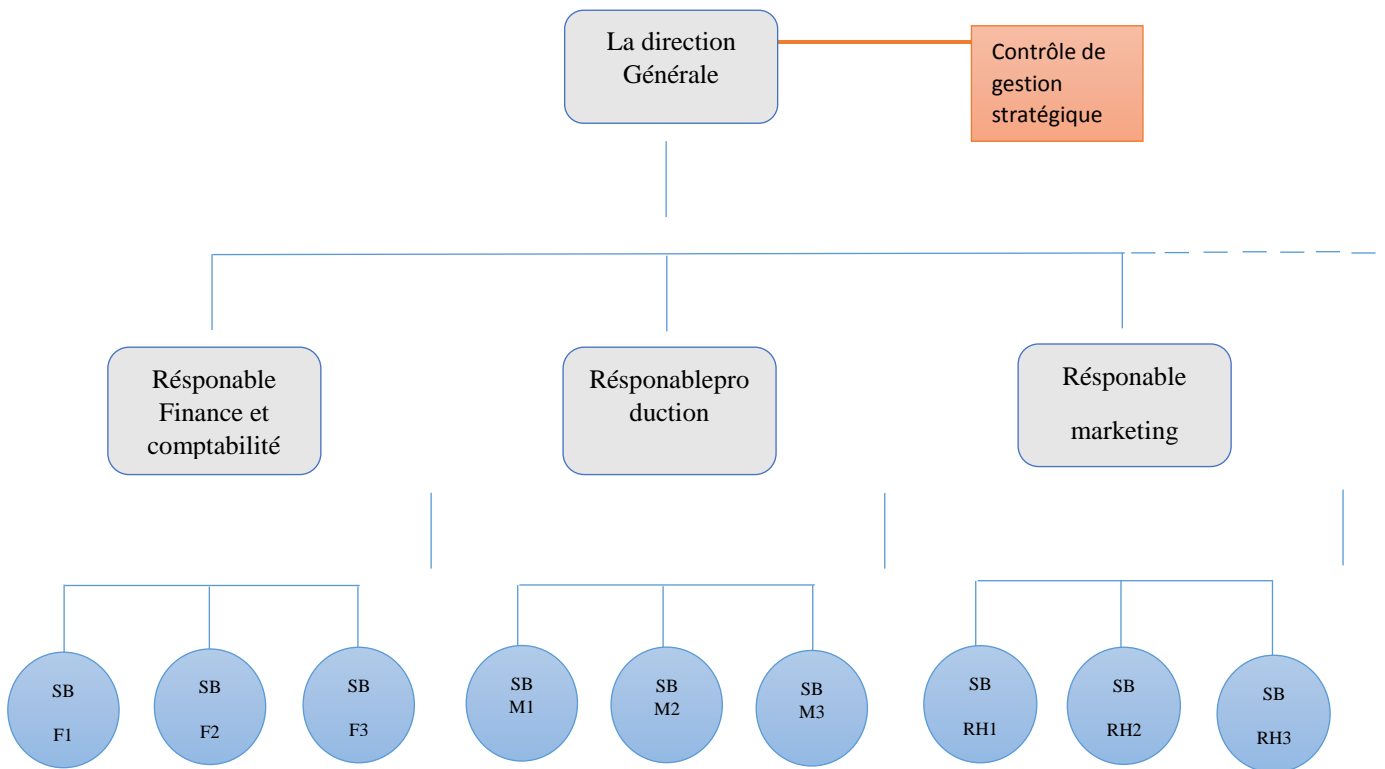 La direction
Générale
Contrôle de
gestion
stratégique
Résponable
Finance et
comptabilité
Résponablepro
duction
Résponable
marketing
SB
F1
SB
F2
SB
F3
SB
M1
SB
M2
SB
M3
SB
RH1
SB
RH2
SB
RH3